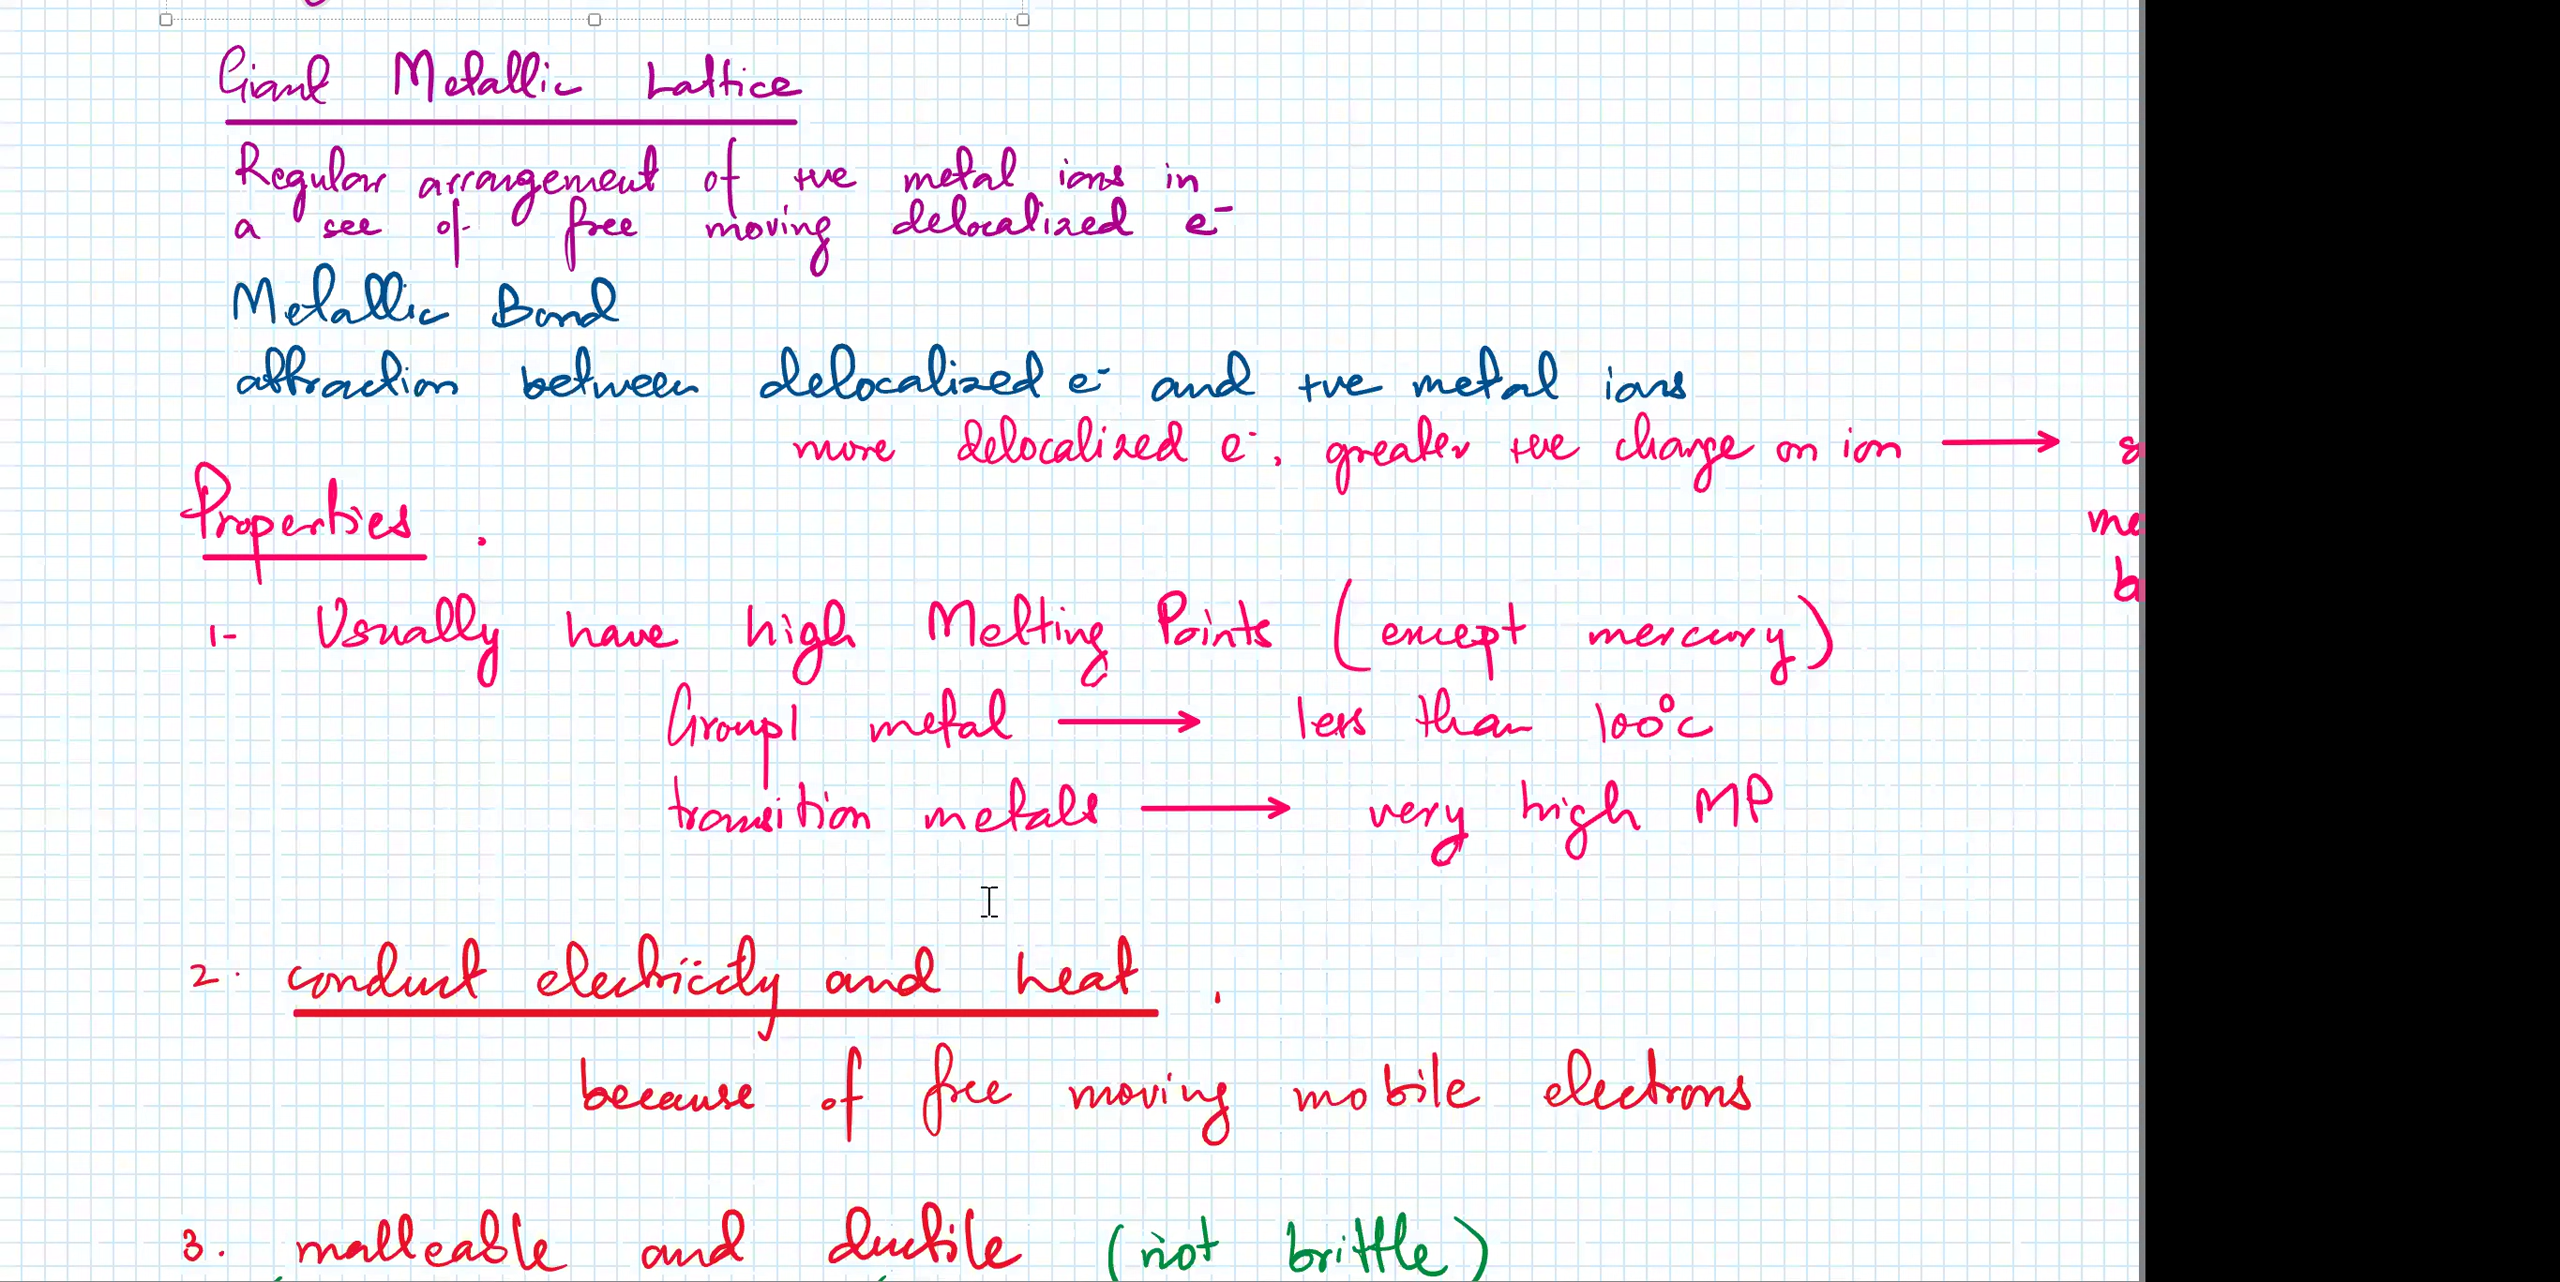 Giant Metallic Lattice
Regular arrangement of +ve metal ions in
a see of free moving delocalized e⁻
Metallic Bond
attraction between delocalized e⁻ and +ve metal ions
more delocalized e⁻, greater +ve charge on ion →
Properties.
1- Usually have high Melting Points (except mercury)
Group1 metal → less than 100°C
transition metals → very high MP
2. conduct electricity and heat.
because of free moving mobile electrons
3. malleable and ductile (not brittle)